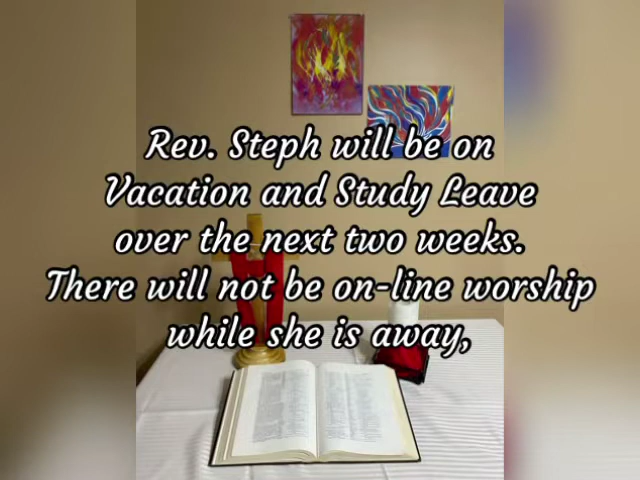 Rev. Steph will be on
Vacation and Study Leave
over the next two weeks.
There will not be on-line worship
while she is away,